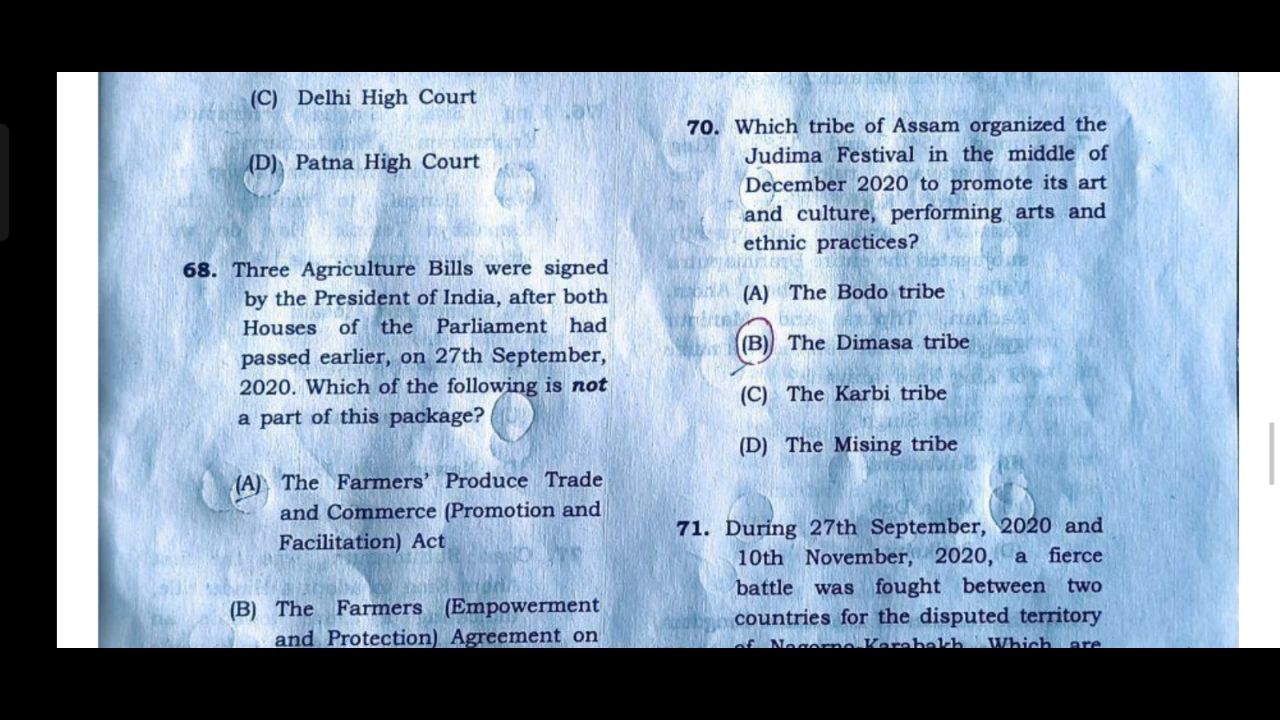 (C) Delhi High Court
(D) Patna High Court
68. Three Agriculture Bills were signed
by the President of India, after both
Houses of the Parliament had
passed earlier, on 27th September,
2020. Which of the following is not
a part of this package?
(A) The Farmers' Produce Trade
and Commerce (Promotion and
Facilitation) Act
(B) The Farmers (Empowerment
and Protection) Agreement on
70. Which tribe of Assam organized the
Judima Festival in the middle of
December 2020 to promote its art
and culture, performing arts and
ethnic practices?
(A) The Bodo tribe
(B) The Dimasa tribe
(C) The Karbi tribe
(D) The Mising tribe
71. During 27th September, 2020 and
10th November, 2020, a fierce
battle was fought between two
countries for the disputed territory
of Nagorno-Karabakh. Which are